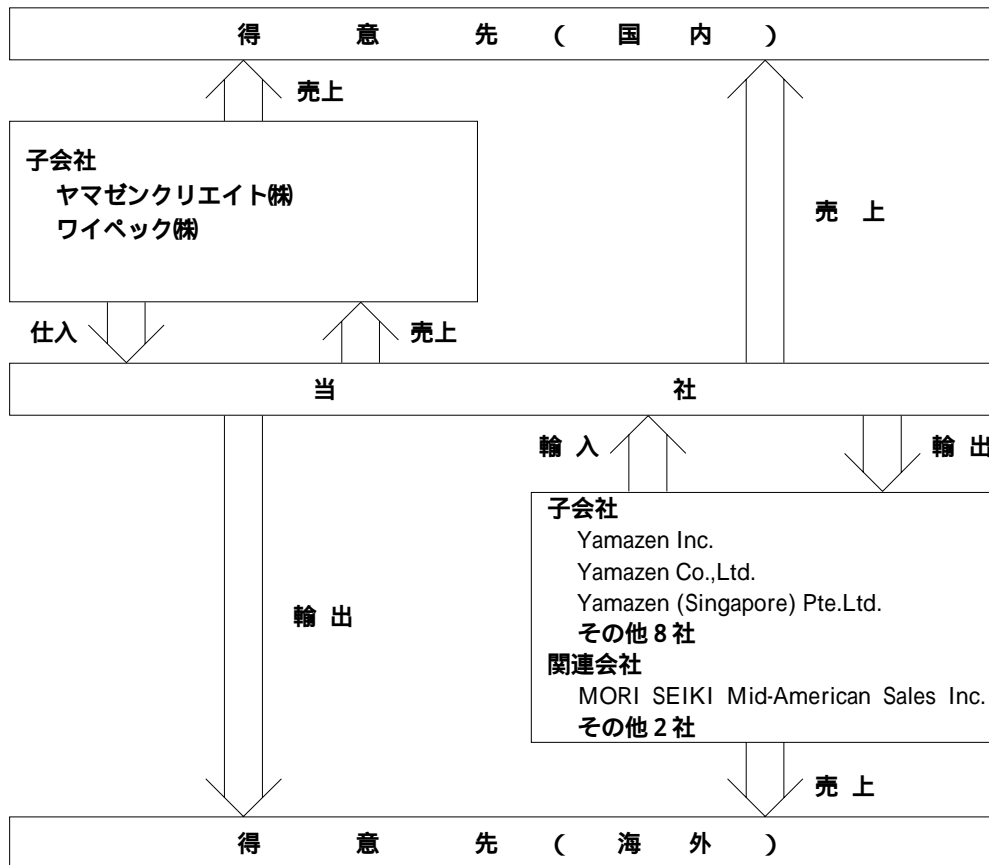 得意先(国内)
売上
子会社
ヤマゼンクリエイト㈱
ワイペック㈱
売上
仕入
売上
当社
輸入
輸出
子会社
Yamazen Inc.
Yamazen Co.,Ltd.
Yamazen (Singapore) Pte.Ltd.
その他8社
関連会社
MORI SEIKI Mid-American Sales Inc.
その他2社
輸出
売上
得意先(海外)